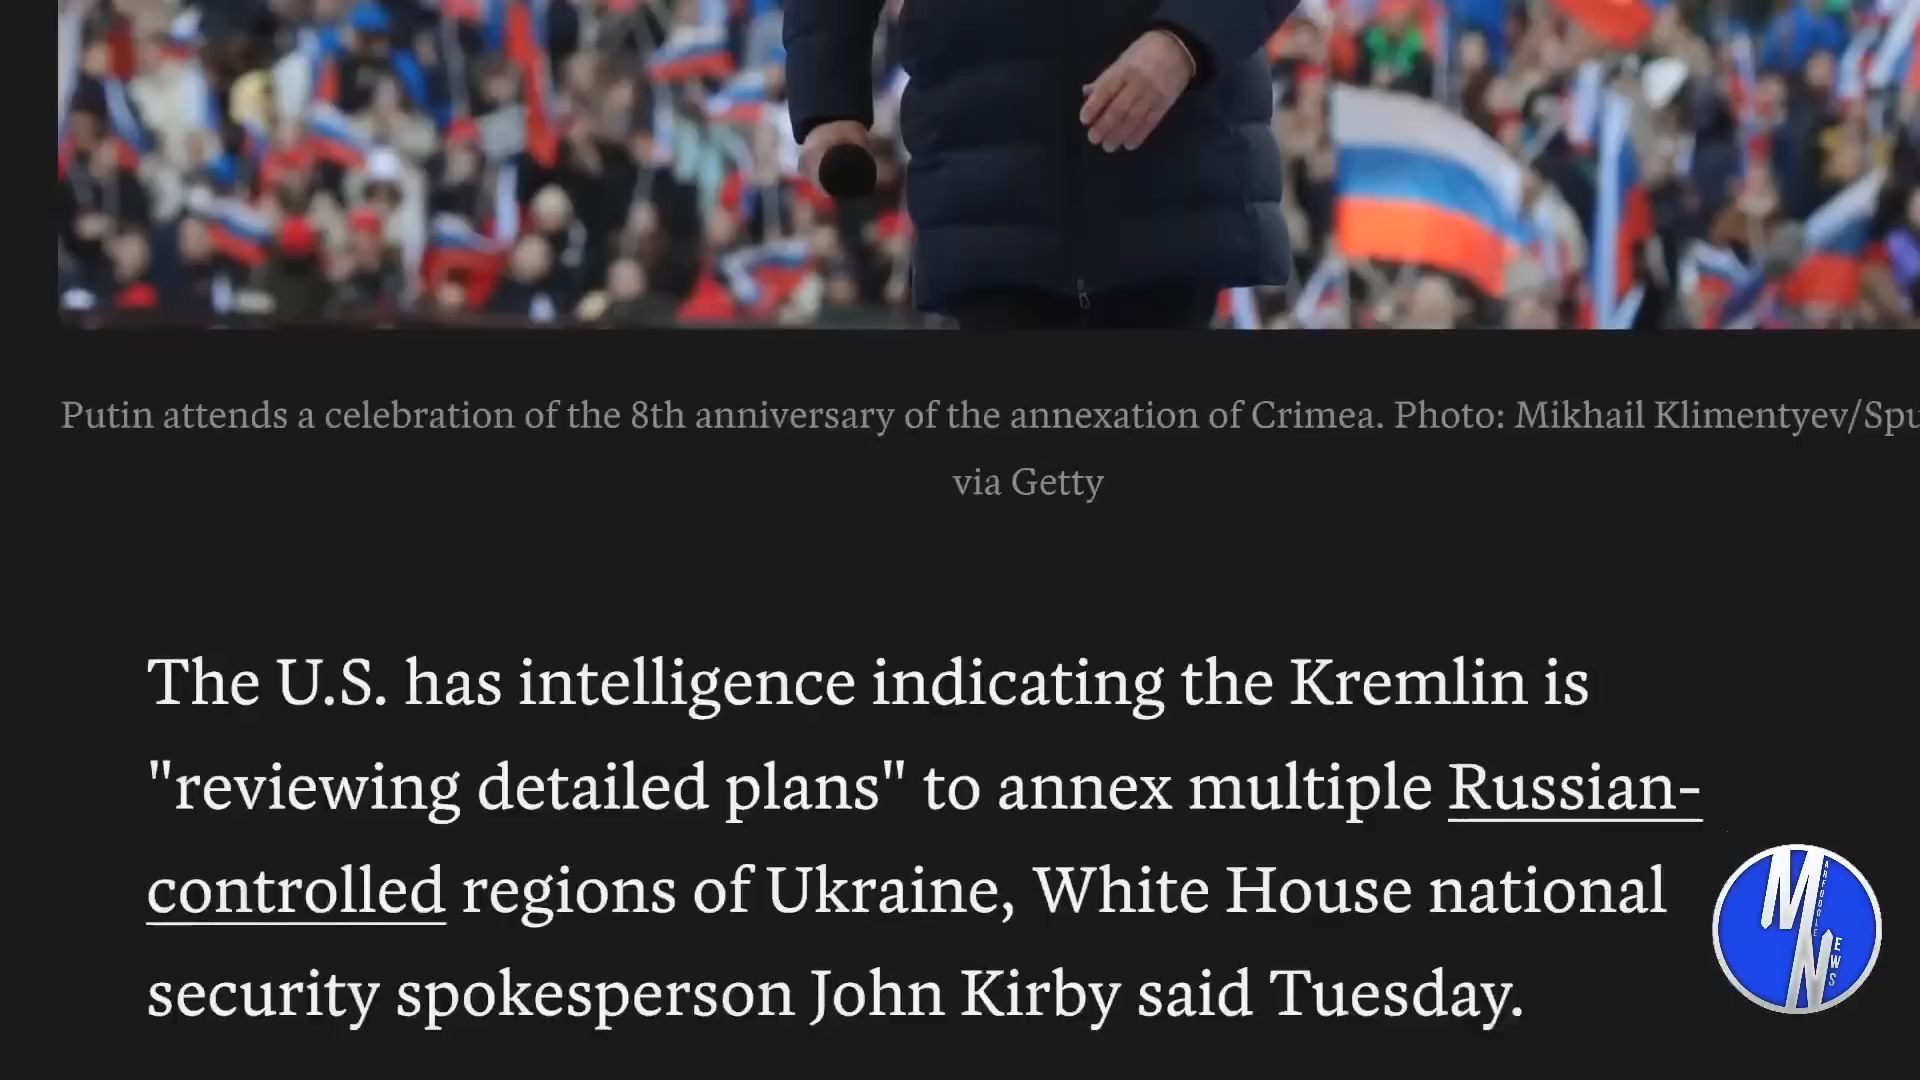 Putin attends a celebration of the 8th anniversary of the annexation of Crimea. Photo: Mikhail Klimentyev/Spu
via Getty
The U.S. has intelligence indicating the Kremlin is
"reviewing detailed plans" to annex multiple Russian-
controlled regions of Ukraine, White House national
security spokesperson John Kirby said Tuesday.
MARFOOGLE
NEWS